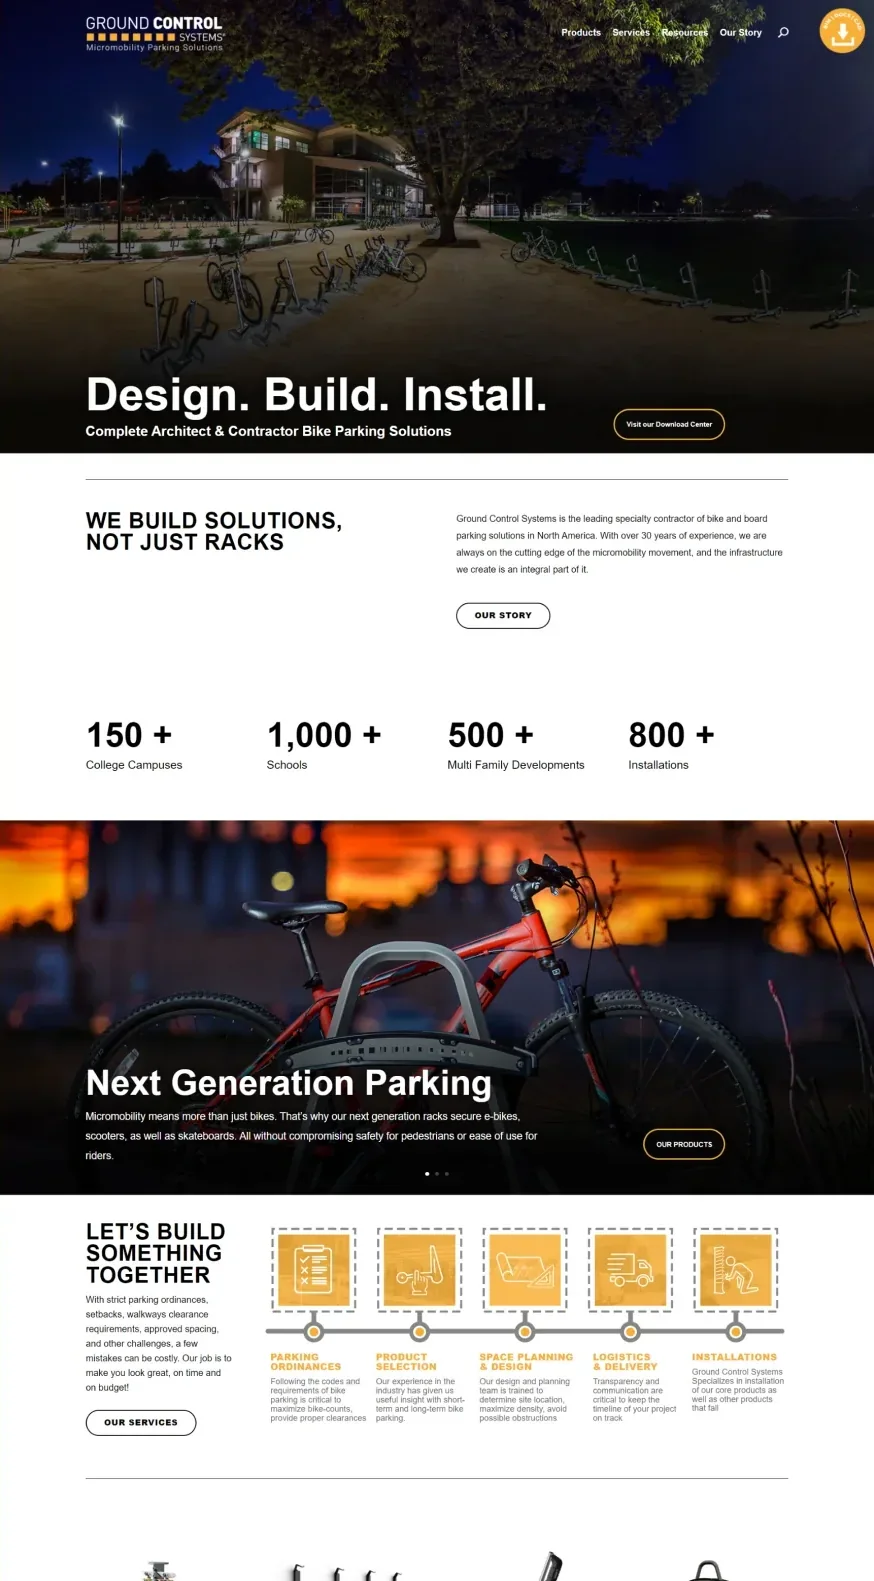 GROUND CONTROL
SYSTEMS®
Micromobility Parking Solutions
Products Services Resources Our Story
Design. Build. Install.
Complete Architect & Contractor Bike Parking Solutions
Visit our Download Center
WE BUILD SOLUTIONS,
NOT JUST RACKS
Ground Control Systems is the leading specialty contractor of bike and board
parking solutions in North America. With over 30 years of experience, we are
always on the cutting edge of the micromobility movement, and the infrastructure
we create is an integral part of it.
OUR STORY
150 +
College Campuses
1,000 +
Schools
500 +
Multi Family Developments
800 +
Installations
Next Generation Parking
Micromobility means more than just bikes. That's why our next generation racks secure e-bikes,
scooters, as well as skateboards. All without compromising safety for pedestrians or ease of use for
riders.
OUR PRODUCTS
LET'S BUILD
SOMETHING
TOGETHER
With strict parking ordinances,
setbacks, walkways clearance
requirements, approved spacing,
and other challenges, a few
mistakes can be costly. Our job is to
make you look great, on time and
on budget!
OUR SERVICES
PARKING
ORDINANCES
Following the codes and
requirements of bike
parking is critical to
maximize bike-counts,
provide proper clearances
PRODUCT
SELECTION
Our experience in the
industry has given us
useful insight with short-
term and long-term bike
parking.
SPACE PLANNING
& DESIGN
Our design and planning
team is trained to
determine site location,
maximize density, avoid
possible obstructions
LOGISTICS
& DELIVERY
Transparency and
communication are
critical to keep the
timeline of your project
on track
INSTALLATIONS
Ground Control Systems
Specializes in installation
of our core products as
well as other products
that fall